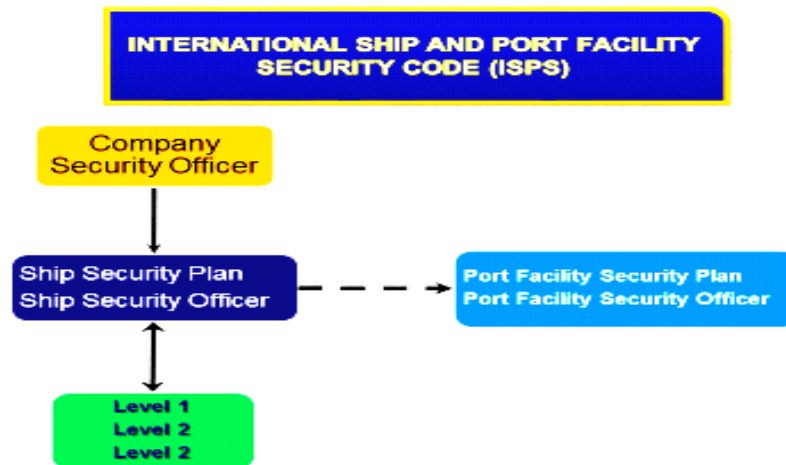 INTERNATIONAL SHIP AND PORT FACILITY
SECURITY CODE (ISPS)
Company
Security Officer
Ship Security Plan
Ship Security Officer
Port Facility Security Plan
Port Facility Security Officer
Level 1
Level 2
Level 2